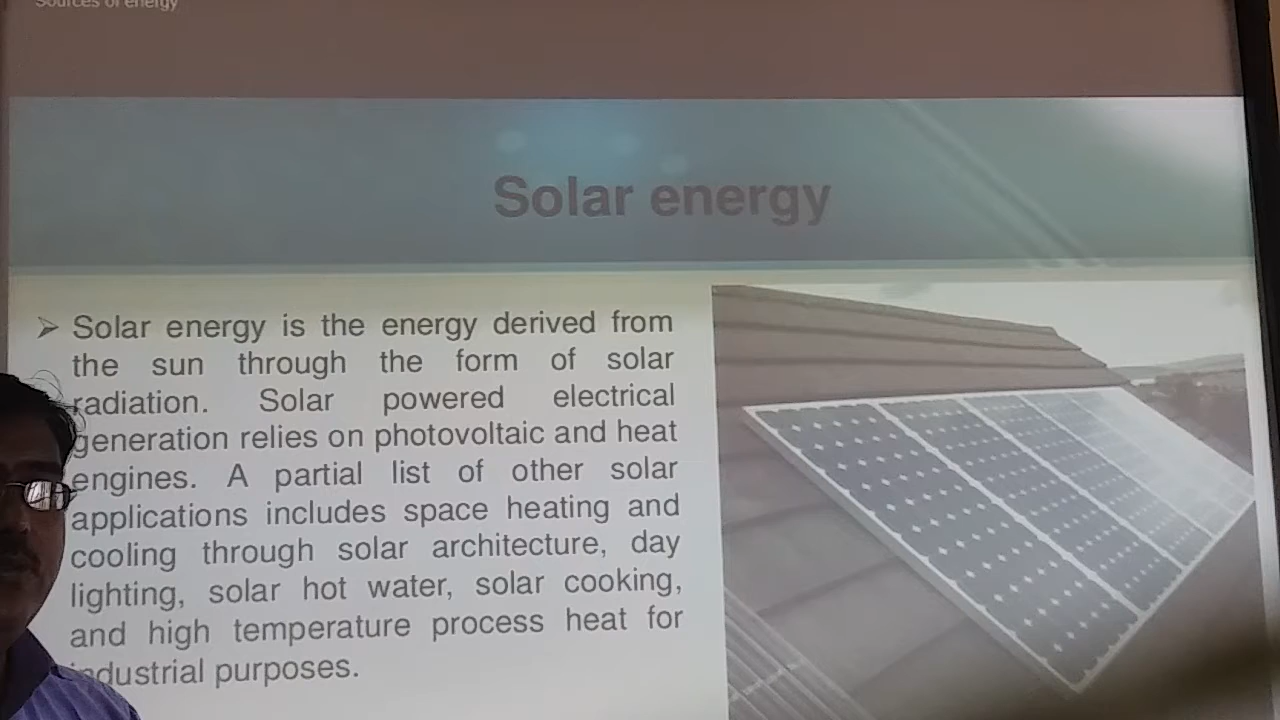 Sources of energy
Solar energy
➢ Solar energy is the energy derived from
the sun through the form of solar
radiation. Solar powered electrical
generation relies on photovoltaic and heat
engines. A partial list of other solar
applications includes space heating and
cooling through solar architecture, day
lighting, solar hot water, solar cooking,
and high temperature process heat for
industrial purposes.